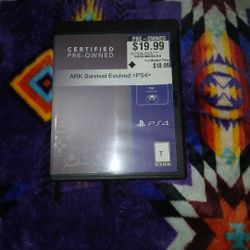 PRE-OWNED
$19.99
$18.99
CERTIFIED
PRE-OWNED
ARK Survival Evolved <PS4>
PS4
T